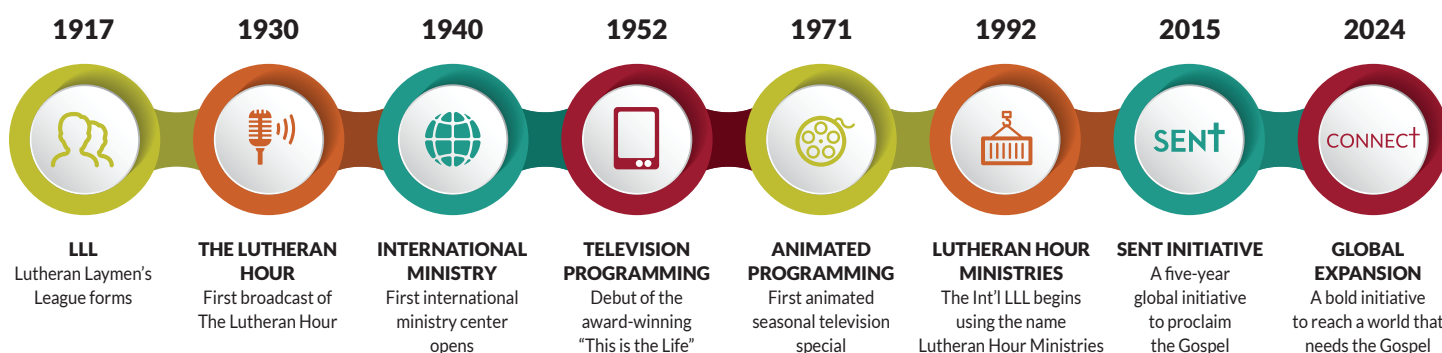 1917
1930
1940
1952
1971
1992
2015
2024
SENT
CONNECT
LLL
Lutheran Laymen's
League forms
THE LUTHERAN
HOUR
First broadcast of
The Lutheran Hour
INTERNATIONAL
MINISTRY
First international
ministry center
opens
TELEVISION
PROGRAMMING
Debut of the
award-winning
“This is the Life”
ANIMATED
PROGRAMMING
First animated
seasonal television
special
LUTHERAN HOUR
MINISTRIES
The Int’l LLL begins
using the name
Lutheran Hour Ministries
SENT INITIATIVE
A five-year
global initiative
to proclaim
the Gospel
GLOBAL
EXPANSION
A bold initiative
to reach a world that
needs the Gospel